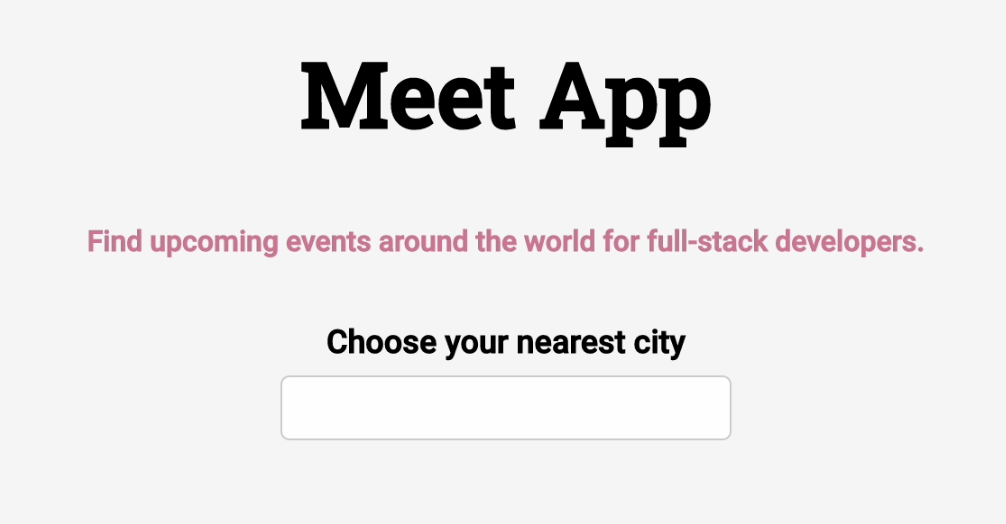 Meet App
Find upcoming events around the world for full-stack developers.
Choose your nearest city